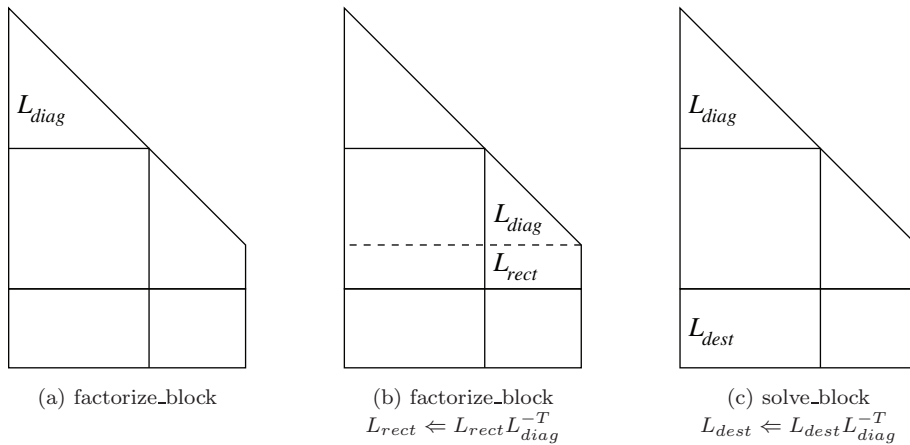 L_diag
L_diag
L_diag
L_rect
L_dest
(a) factorize_block
(b) factorize_block
L_rect ⇐ L_rect L_diag^{-T}
(c) solve_block
L_dest ⇐ L_dest L_diag^{-T}